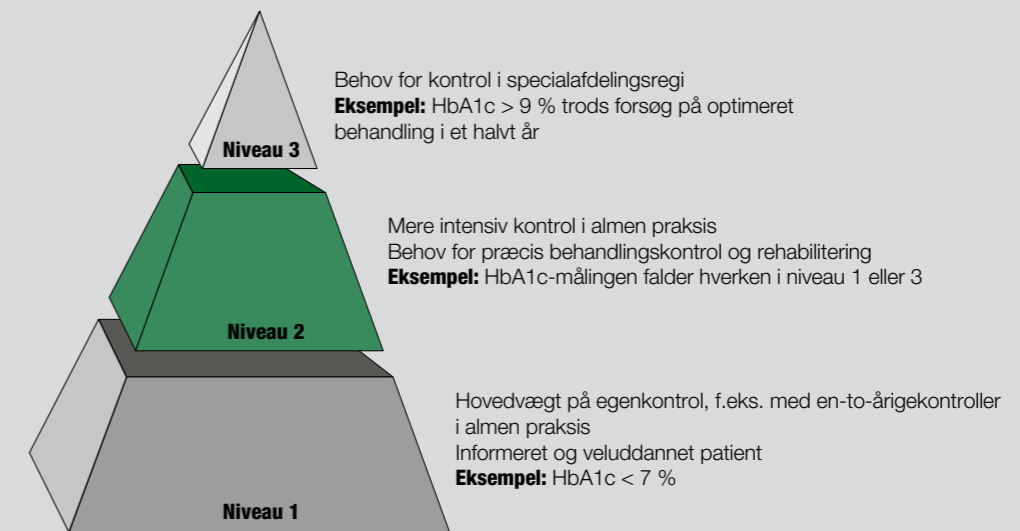 Behov for kontrol i specialafdelingsregi
Eksempel: HbA1c > 9 % trods forsøg på optimeret
behandling i et halvt år
Niveau 3
Mere intensiv kontrol i almen praksis
Behov for præcis behandlingskontrol og rehabilitering
Eksempel: HbA1c-målingen falder hverken i niveau 1 eller 3
Niveau 2
Hovedvægt på egenkontrol, f.eks. med en-to-årigekontroller
i almen praksis
Informeret og veluddannet patient
Eksempel: HbA1c < 7 %
Niveau 1